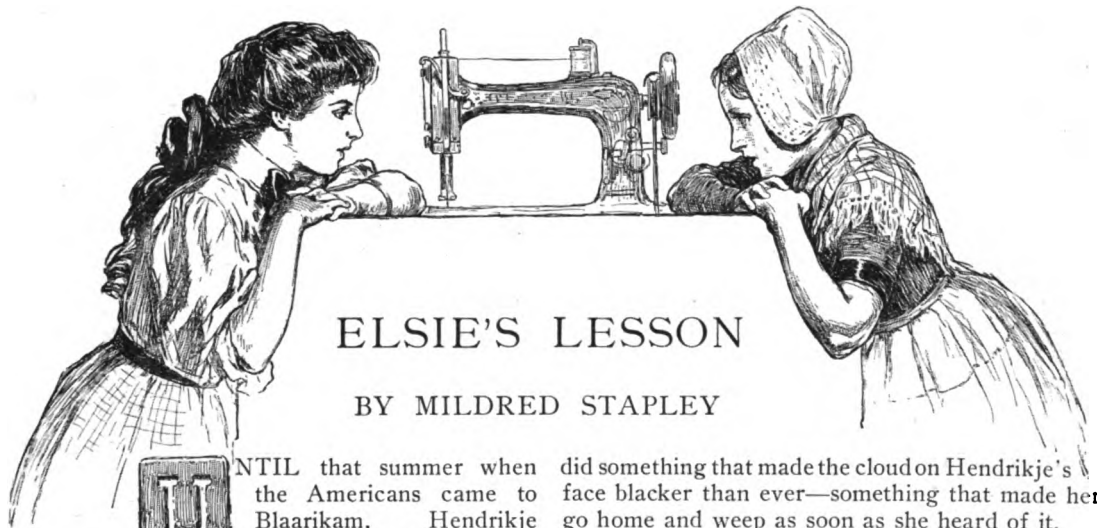 ELSIE'S LESSON
BY MILDRED STAPLEY
UNTIL that summer when
the Americans came to
Blaarikam, Hendrikje
did something that made the cloud on Hendrikje's
face blacker than ever—something that made her
go home and weep as soon as she heard of it.